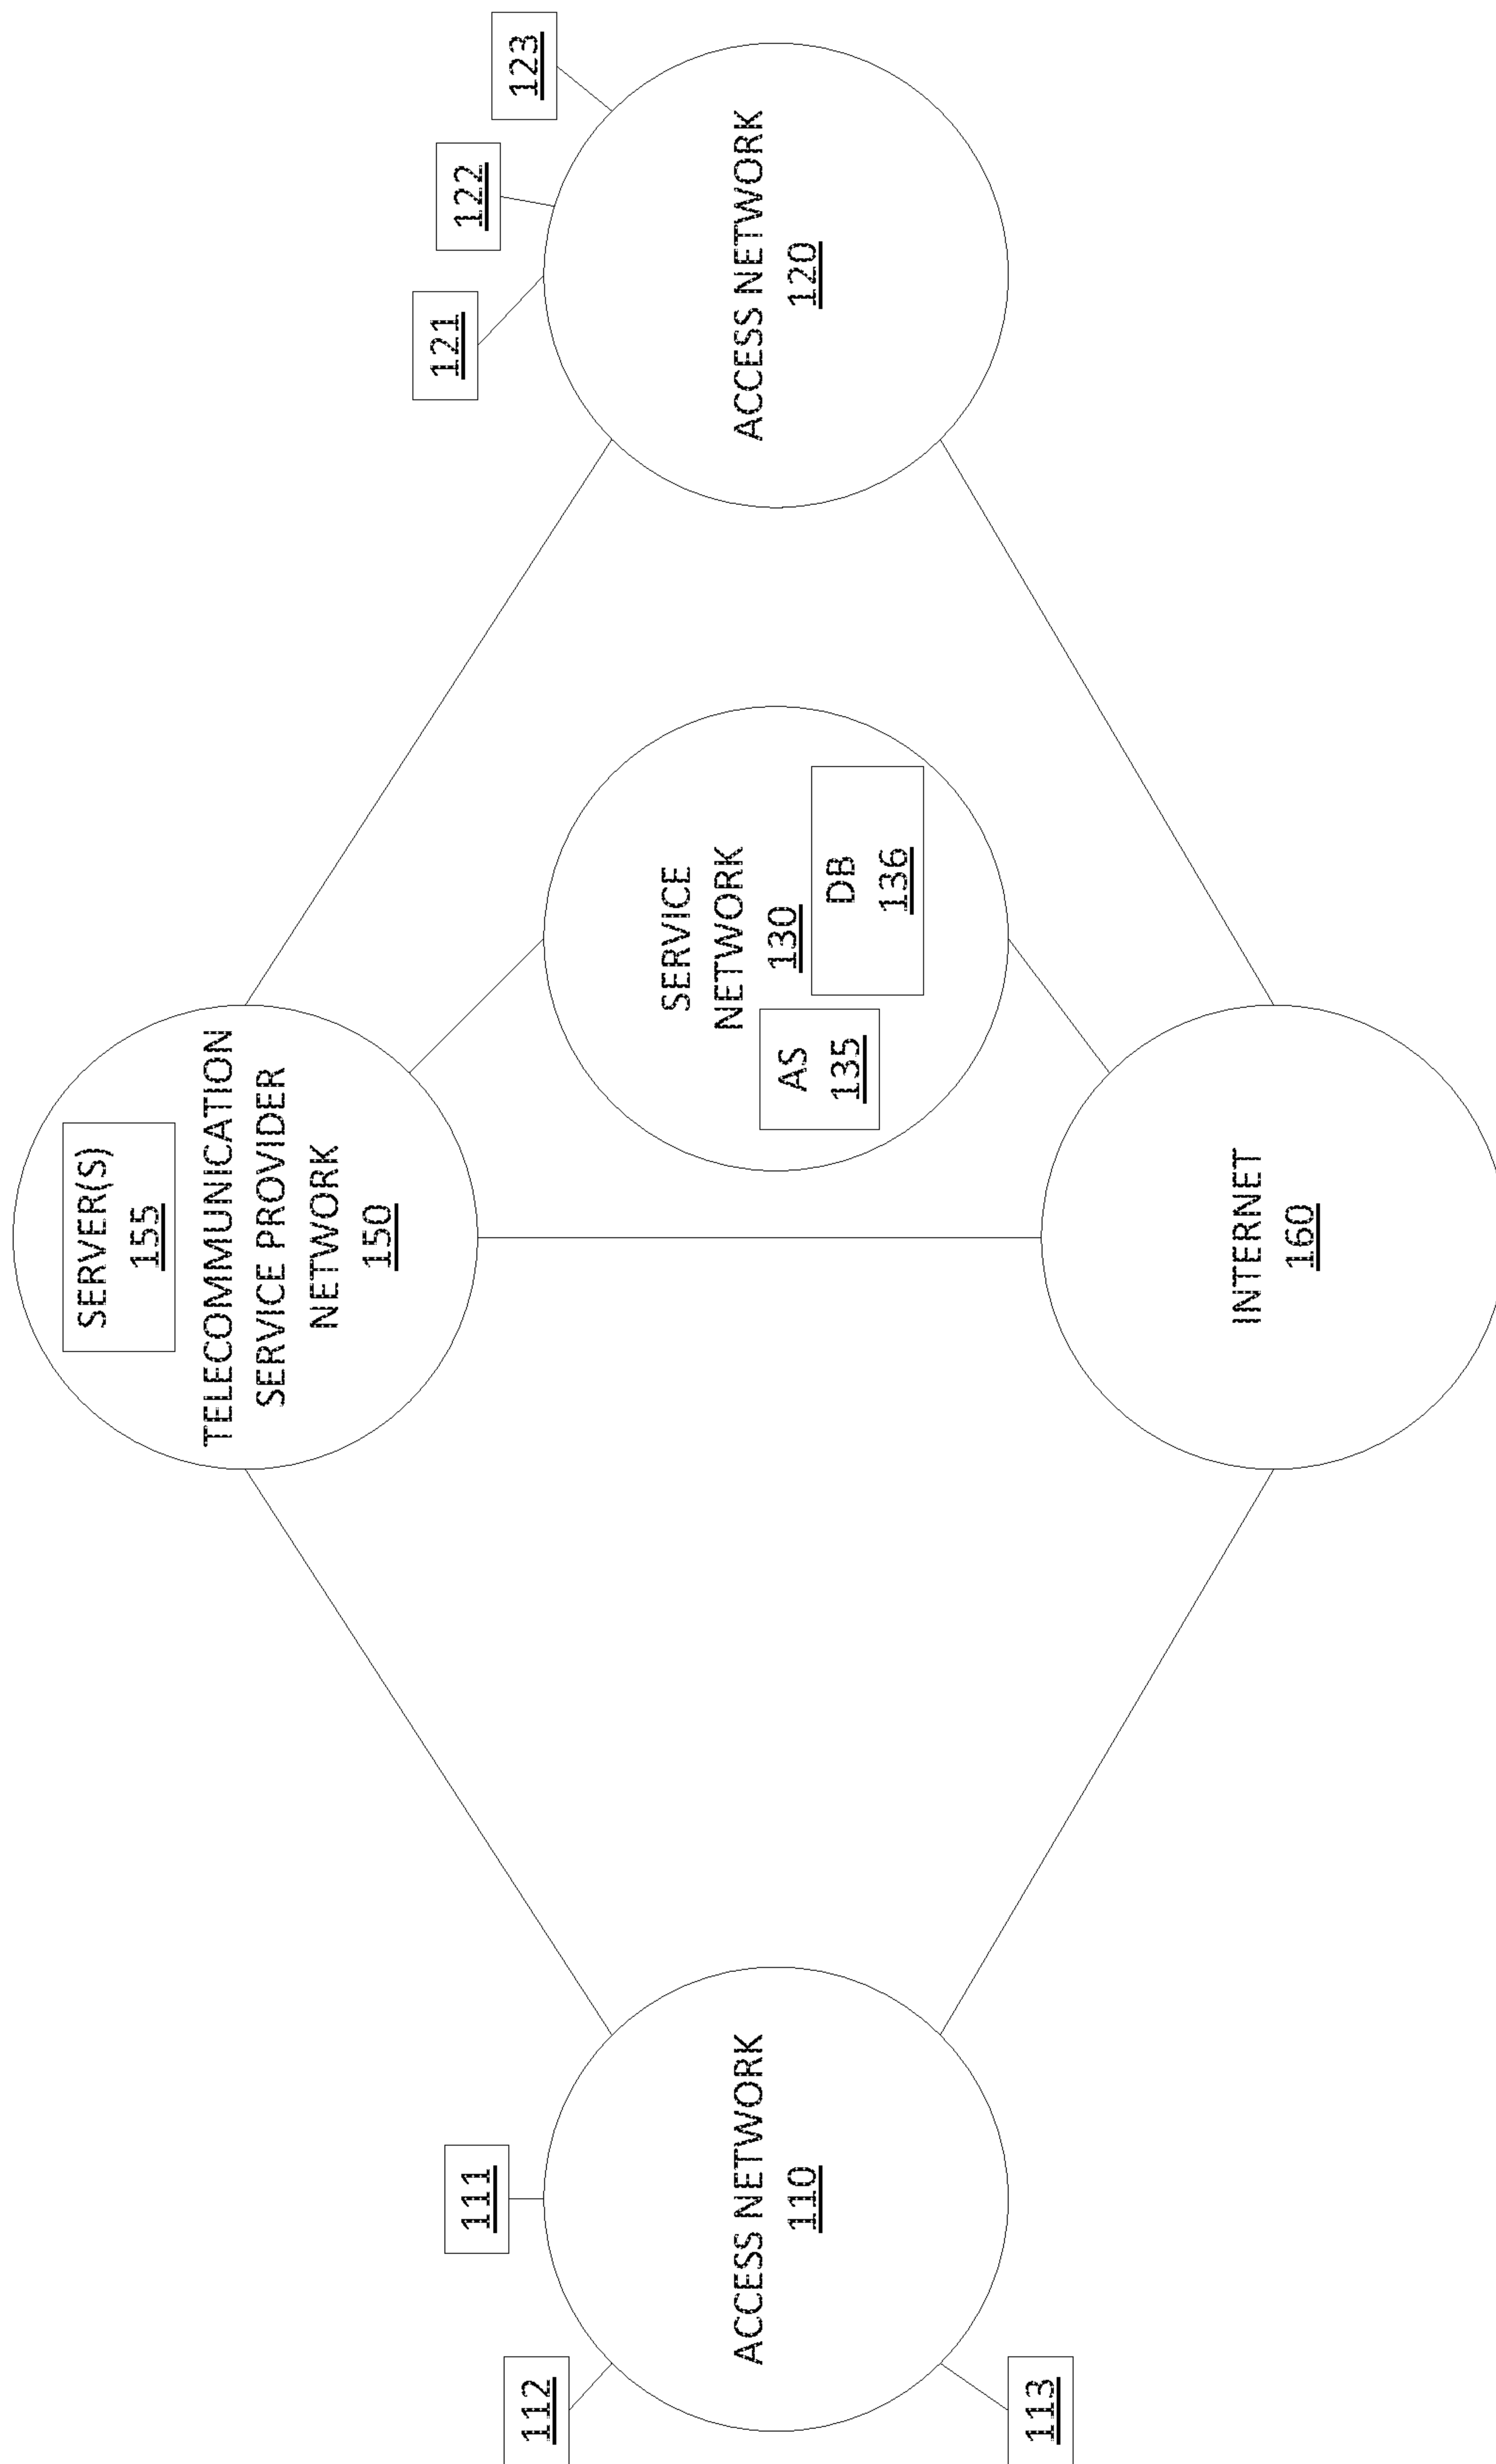 SERVER(S)
155
TELECOMMUNICATION
SERVICE PROVIDER
NETWORK
150
112
111
ACCESS NETWORK
110
113
SERVICE
NETWORK
130
AS
135
DB
136
121
122
123
ACCESS NETWORK
120
INTERNET
160